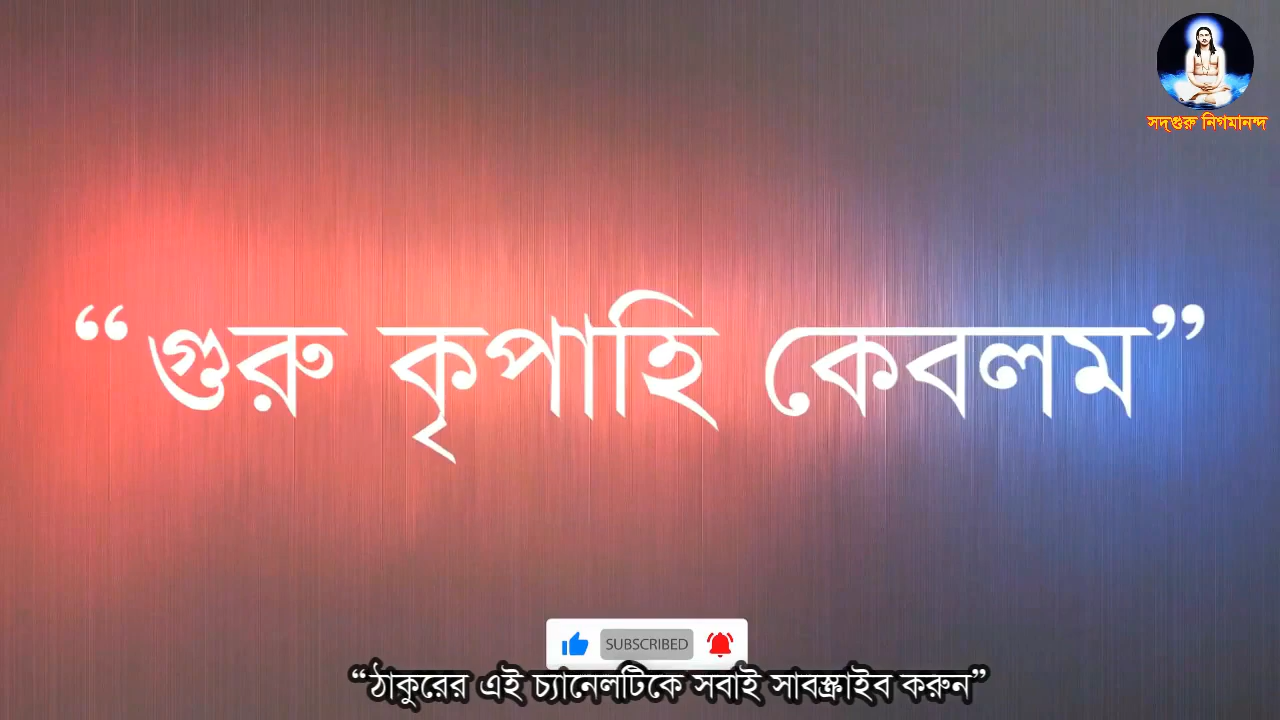 সদ্‌গুরু নিগমানন্দ
“গুরু কৃপাহি কেবলম”
SUBSCRIBED
“ঠাকুরের এই চ্যানেলটিকে সবাই সাবস্ক্রাইব করুন”